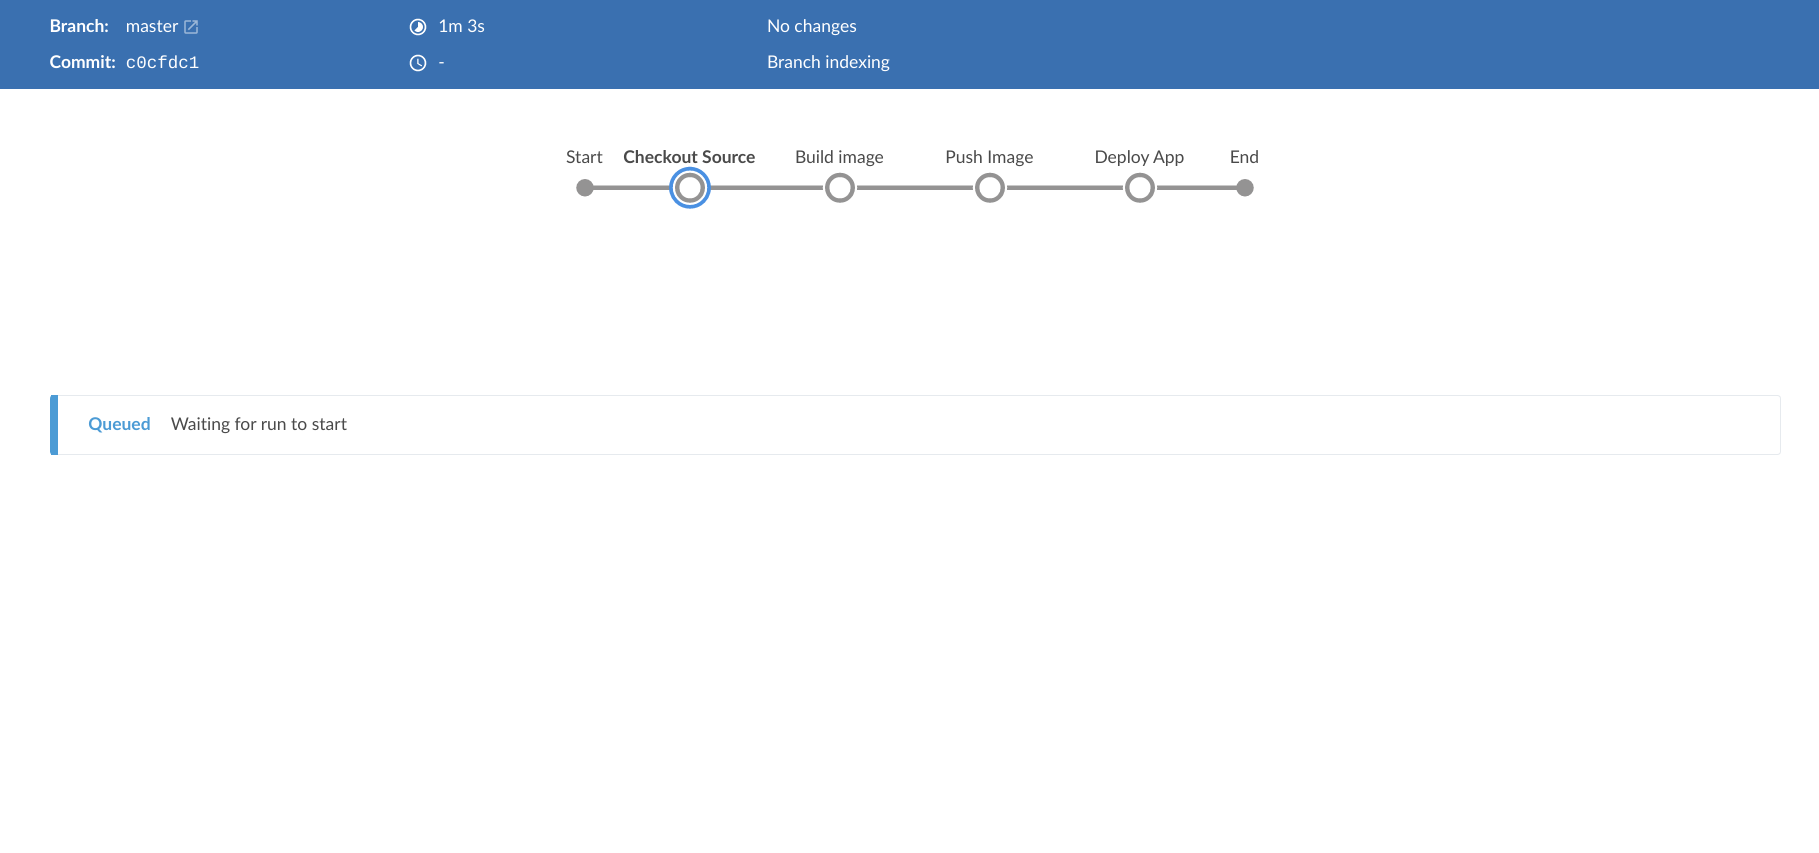 Branch: master 1m 3s No changes
Commit: c0cfdc1 - Branch indexing
Start Checkout Source Build image Push Image Deploy App End
Queued Waiting for run to start